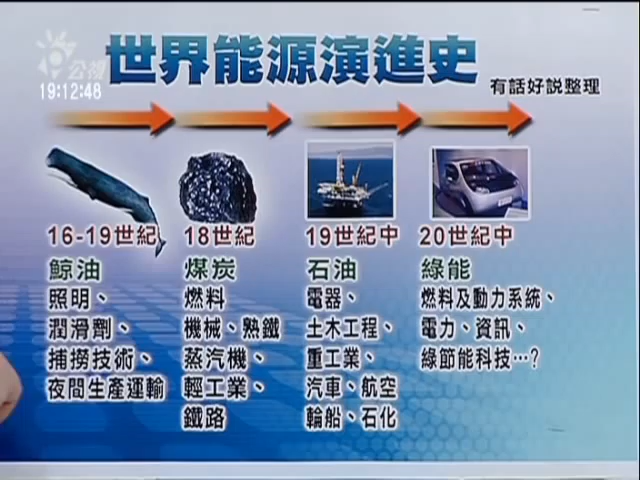 世界能源演進史
公視
19:12:48
有話好說整理
16-19世紀
鯨油
照明、
潤滑劑、
捕撈技術、
夜間生產運輸
18世紀
煤炭
燃料
機械、熟鐵
蒸汽機、
輕工業、
鐵路
19世紀中
石油
電器、
土木工程、
重工業、
汽車、航空
輪船、石化
20世紀中
綠能
燃料及動力系統、
電力、資訊、
綠節能科技…?